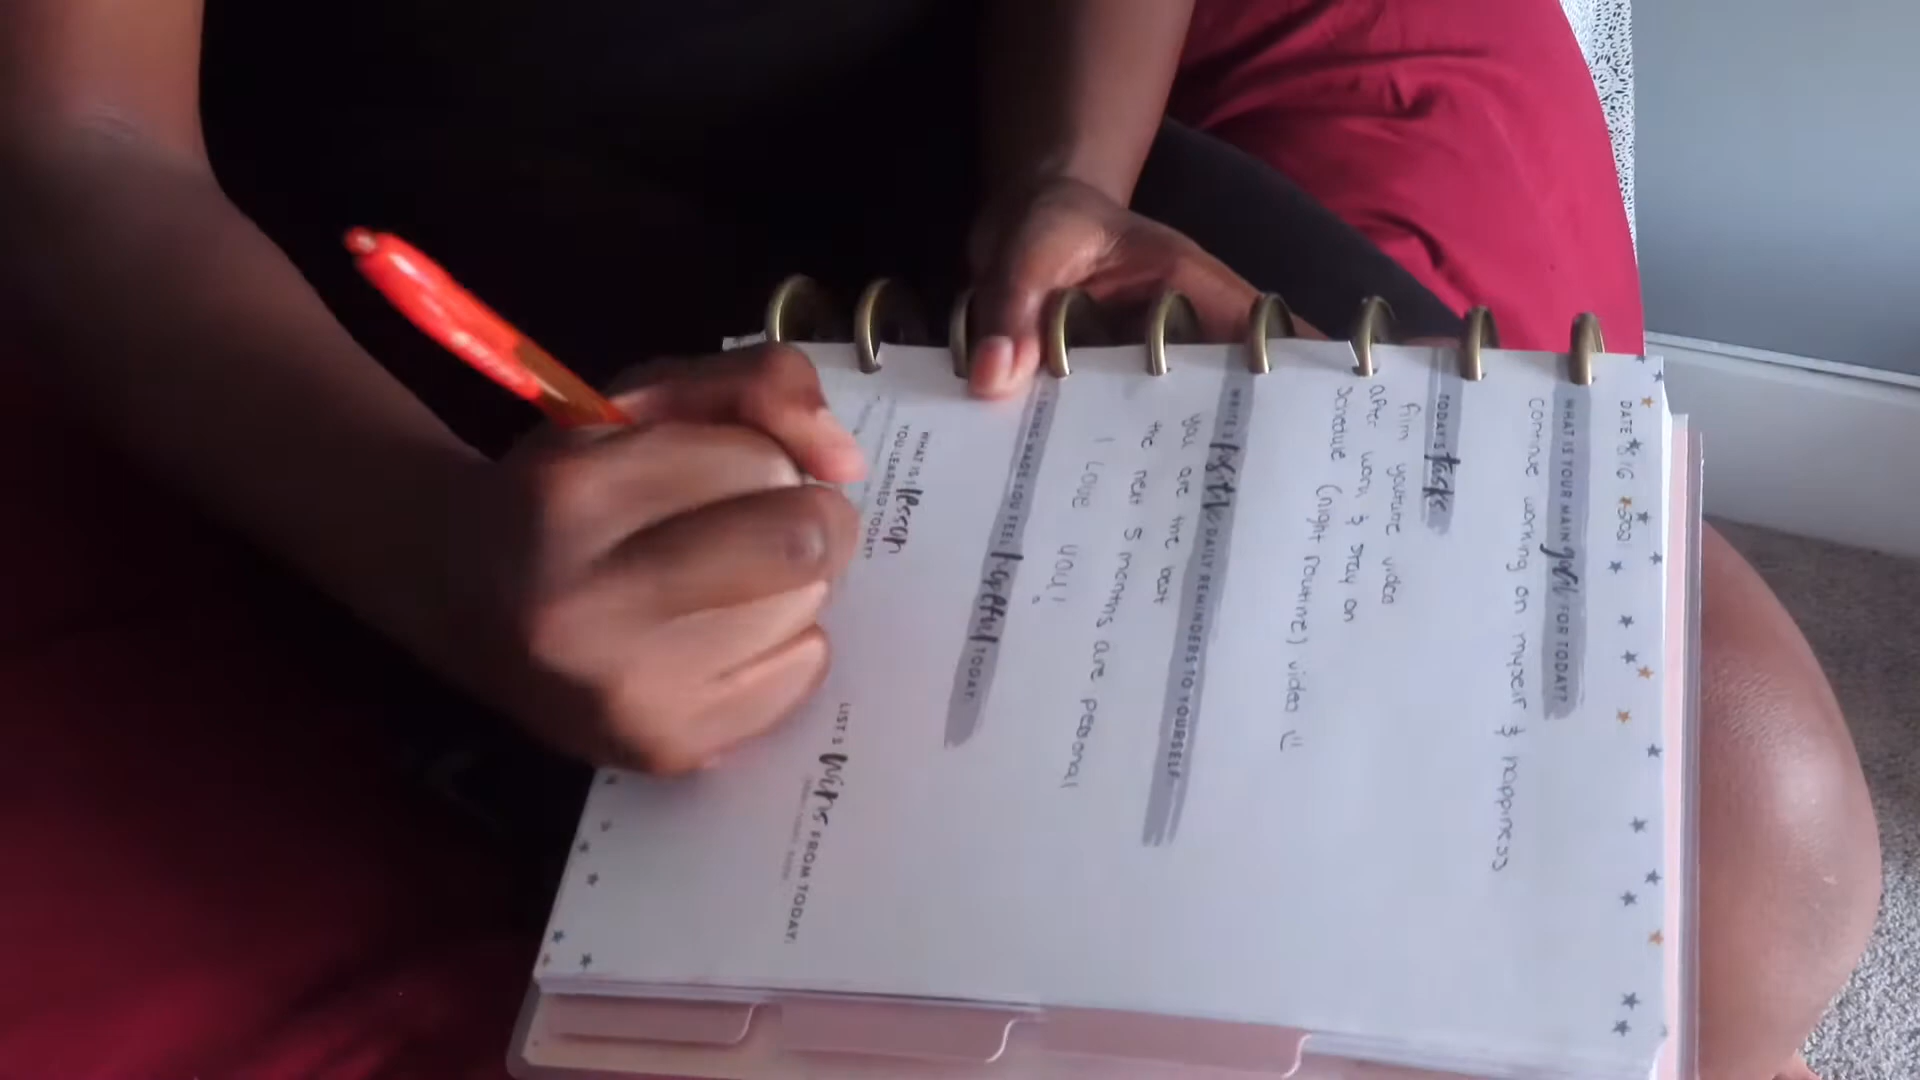 DATE 8.16.2021
WHAT IS YOUR MAIN goal FOR TODAY?
continue working on myself & happiness
TODAY'S tasks
film youtube video
after work & stay on
schedule (night routine) video
WRITE 3 positive DAILY REMINDERS TO YOURSELF
you are the best
the next 5 months are personal
I love you!
THING MADE YOU FEEL hopeful TODAY
WHAT IS 1 lesson
YOU LEARNED TODAY?
LIST 3 wins FROM TODAY.